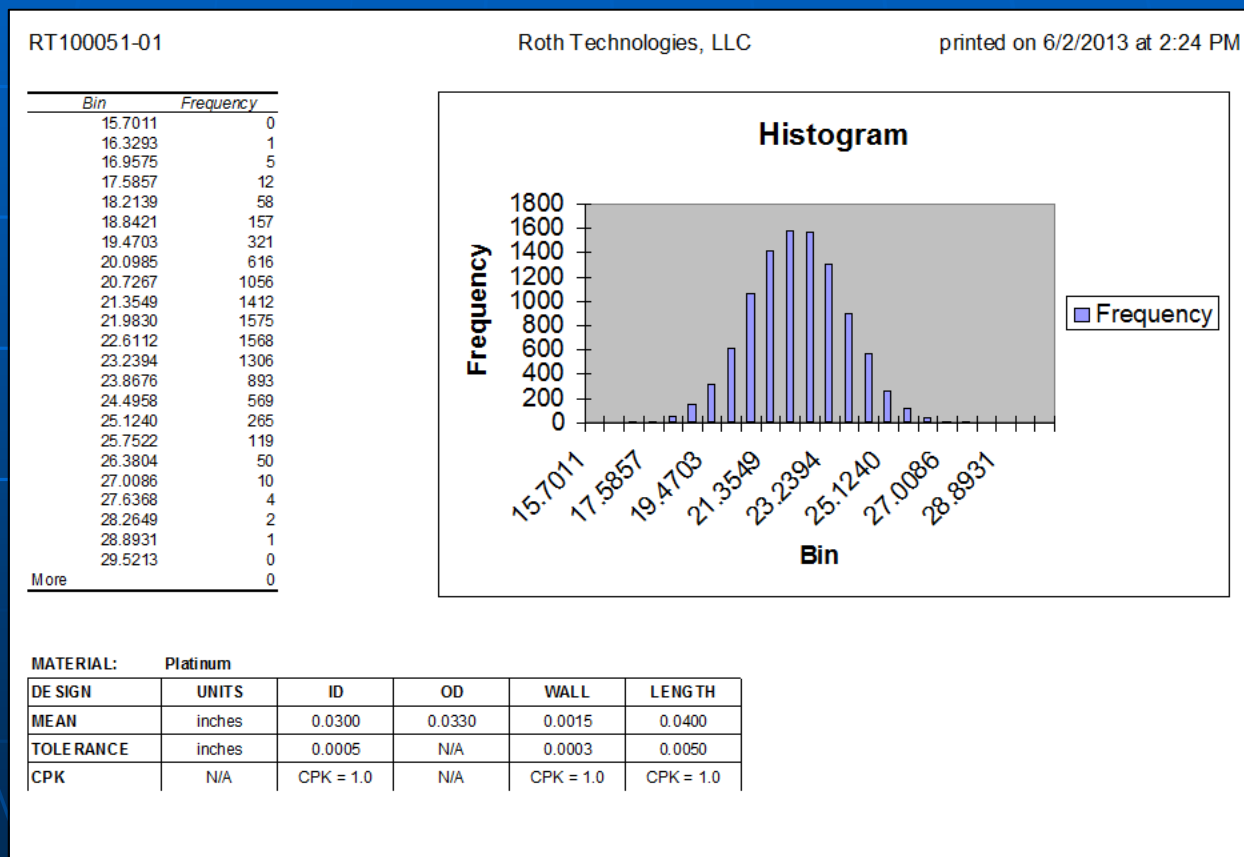 RT100051-01 Roth Technologies, LLC printed on 6/2/2013 at 2:24 PM
Bin Frequency
15.7011 0
16.3293 1
16.9575 5
17.5857 12
18.2139 58
18.8421 157
19.4703 321
20.0985 616
20.7267 1056
21.3549 1412
21.9830 1575
22.6112 1568
23.2394 1306
23.8676 893
24.4958 569
25.1240 265
25.7522 119
26.3804 50
27.0086 10
27.6368 4
28.2649 2
28.8931 1
29.5213 0
More 0
Histogram
Frequency
1800
1600
1400
1200
1000
800
600
400
200
0
15.7011 17.5857 19.4703 21.3549 23.2394 25.1240 27.0086 28.8931
Bin
Frequency
MATERIAL: Platinum
DESIGN UNITS ID OD WALL LENGTH
MEAN inches 0.0300 0.0330 0.0015 0.0400
TOLERANCE inches 0.0005 N/A 0.0003 0.0050
CPK N/A CPK = 1.0 N/A CPK = 1.0 CPK = 1.0